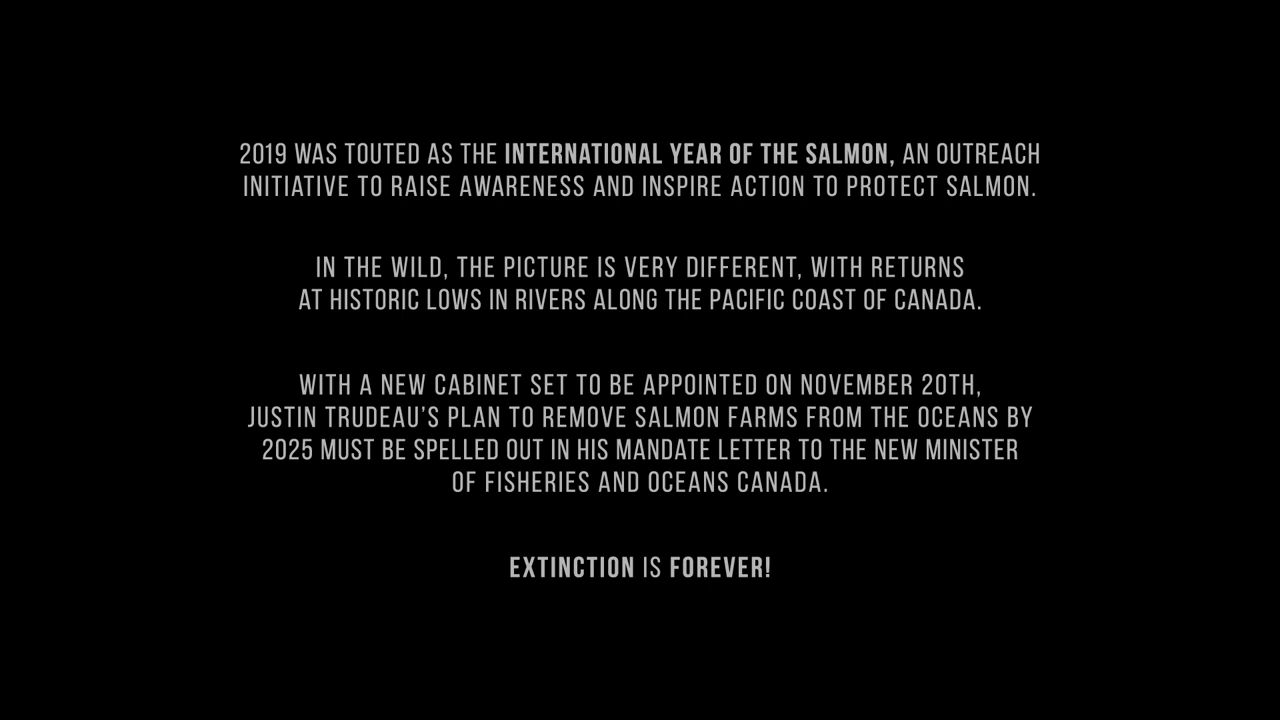 2019 WAS TOUTED AS THE INTERNATIONAL YEAR OF THE SALMON, AN OUTREACH
INITIATIVE TO RAISE AWARENESS AND INSPIRE ACTION TO PROTECT SALMON.
IN THE WILD, THE PICTURE IS VERY DIFFERENT, WITH RETURNS
AT HISTORIC LOWS IN RIVERS ALONG THE PACIFIC COAST OF CANADA.
WITH A NEW CABINET SET TO BE APPOINTED ON NOVEMBER 20TH,
JUSTIN TRUDEAU'S PLAN TO REMOVE SALMON FARMS FROM THE OCEANS BY
2025 MUST BE SPELLED OUT IN HIS MANDATE LETTER TO THE NEW MINISTER
OF FISHERIES AND OCEANS CANADA.
EXTINCTION IS FOREVER!